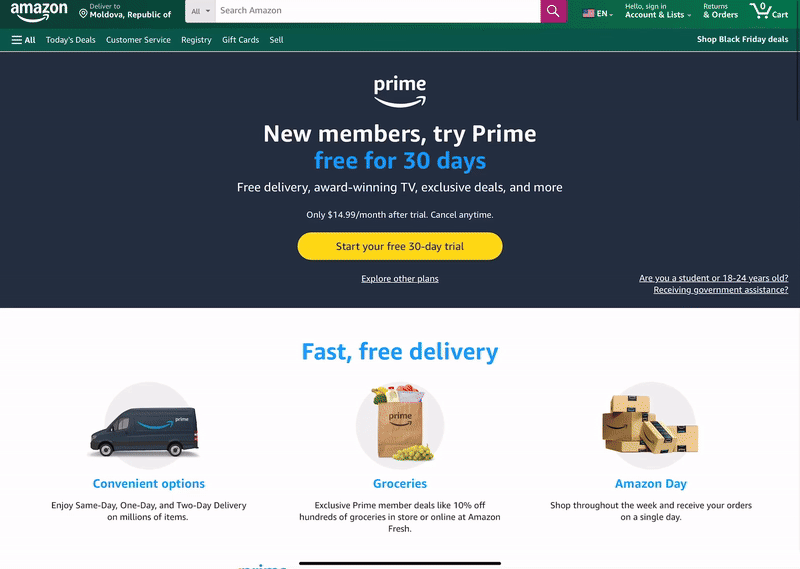 amazon
Deliver to
Moldova, Republic of
All
Search Amazon
EN
Hello, sign in
Account & Lists
Returns
& Orders
0
Cart
All
Today's Deals
Customer Service
Registry
Gift Cards
Sell
Shop Black Friday deals
prime
New members, try Prime
free for 30 days
Free delivery, award-winning TV, exclusive deals, and more
Only $14.99/month after trial. Cancel anytime.
Start your free 30-day trial
Explore other plans
Are you a student or 18-24 years old?
Receiving government assistance?
Fast, free delivery
prime
prime
Convenient options
Enjoy Same-Day, One-Day, and Two-Day Delivery
on millions of items.
Groceries
Exclusive Prime member deals like 10% off
hundreds of groceries in store or online at Amazon
Fresh.
Amazon Day
Shop throughout the week and receive your orders
on a single day.